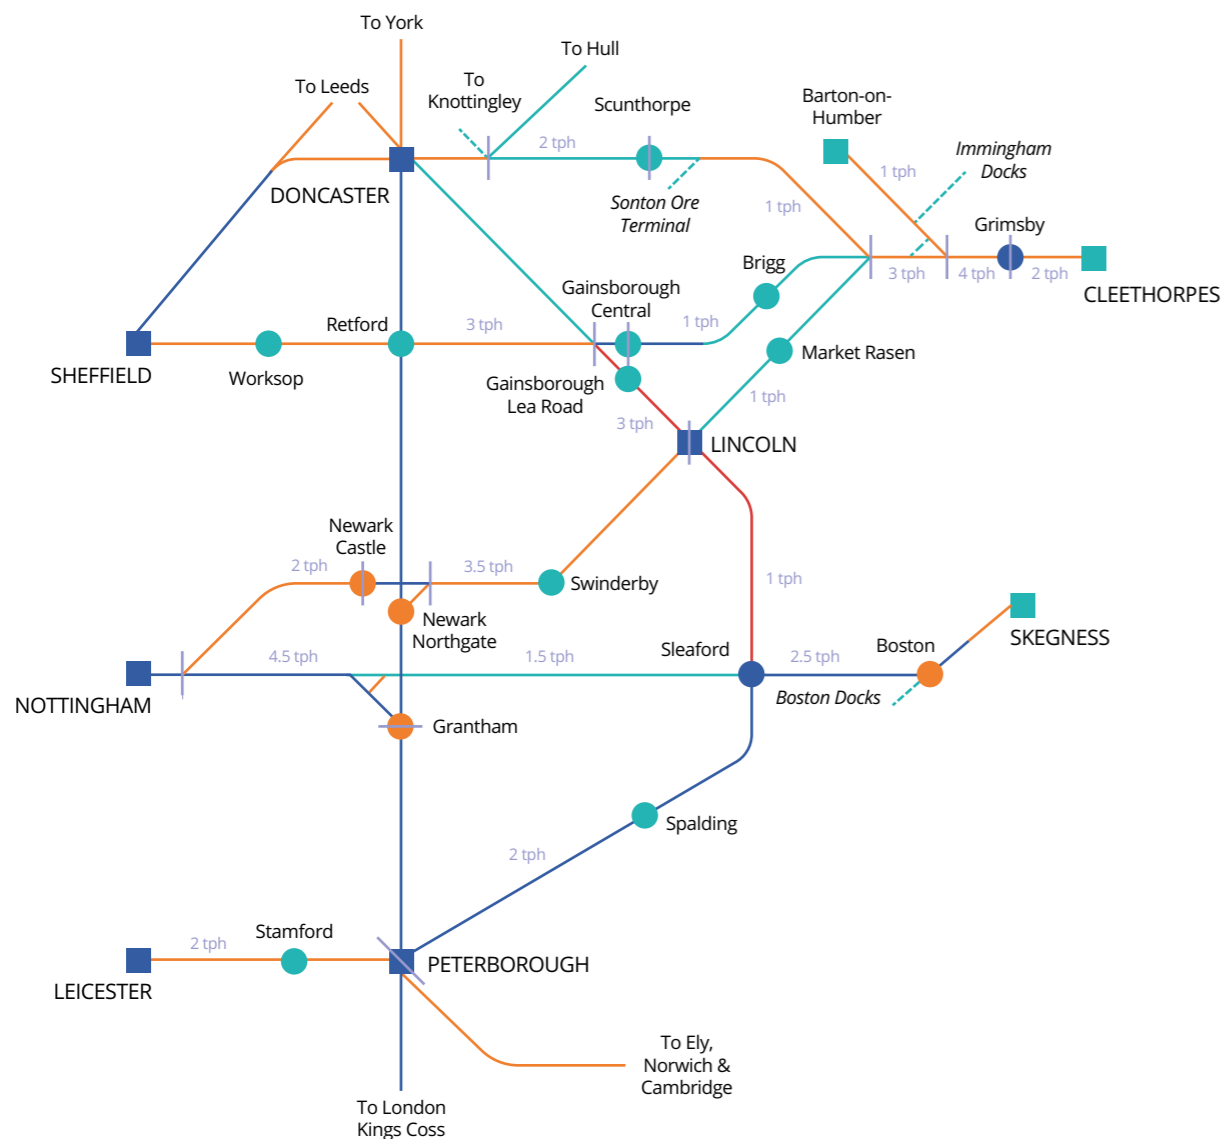 To York
To Hull
To Leeds
To
Knottingley
Scunthorpe
Barton-on-
Humber
2 tph
Immingham
Docks
1 tph
DONCASTER
Sonton Ore
Terminal
1 tph
Grimsby
3 tph
4 tph
2 tph
CLEETHORPES
Brigg
Gainsborough
Central
Retford
3 tph
1 tph
SHEFFIELD
Worksop
Market Rasen
Gainsborough
Lea Road
1 tph
3 tph
LINCOLN
Newark
Castle
2 tph
3.5 tph
Swinderby
1 tph
Newark
Northgate
SKEGNESS
4.5 tph
1.5 tph
Sleaford
2.5 tph
Boston
NOTTINGHAM
Boston Docks
Grantham
Spalding
2 tph
Stamford
2 tph
PETERBOROUGH
LEICESTER
To Ely,
Norwich &
Cambridge
To London
Kings Coss